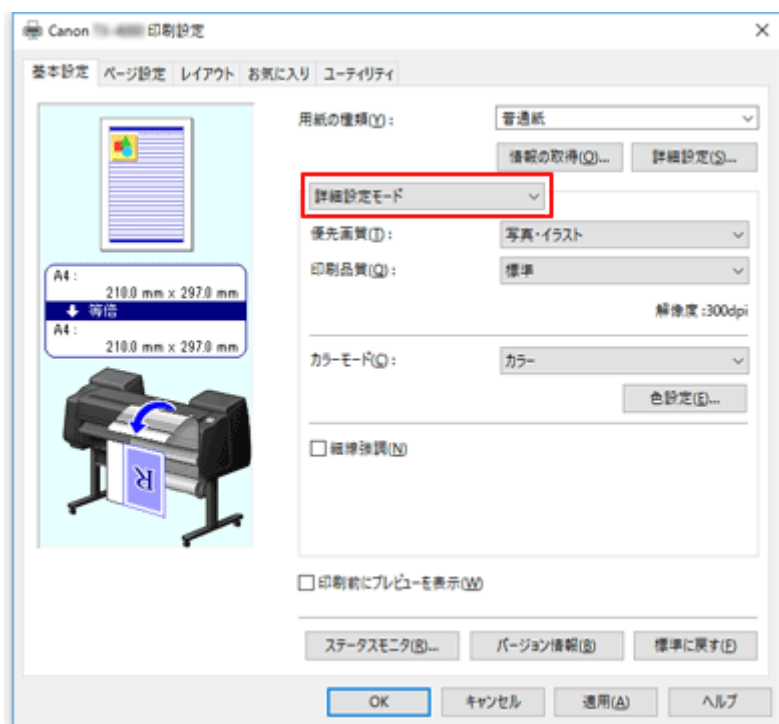 Canon 印刷設定
基本設定 ページ設定 レイアウト お気に入り ユーティリティ
用紙の種類(Y): 普通紙
情報の取得(O)... 詳細設定(S)...
詳細設定モード
優先画質(T): 写真・イラスト
印刷品質(Q): 標準
解像度:300dpi
カラーモード(C): カラー
色設定(E)...
細線強調(N)
A4:
210.0 mm x 297.0 mm
等倍
A4:
210.0 mm x 297.0 mm
R
印刷前にプレビューを表示(W)
ステータスモニタ(R)... バージョン情報(B) 標準に戻す(F)
OK キャンセル 適用(A) ヘルプ